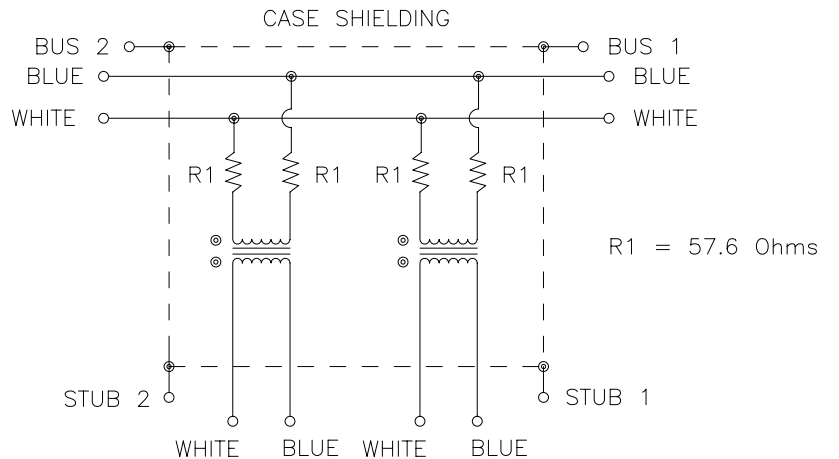 CASE SHIELDING
BUS 2
BUS 1
BLUE
BLUE
WHITE
WHITE
R1
R1
R1
R1
R1 = 57.6 Ohms
STUB 2
STUB 1
WHITE
BLUE
WHITE
BLUE